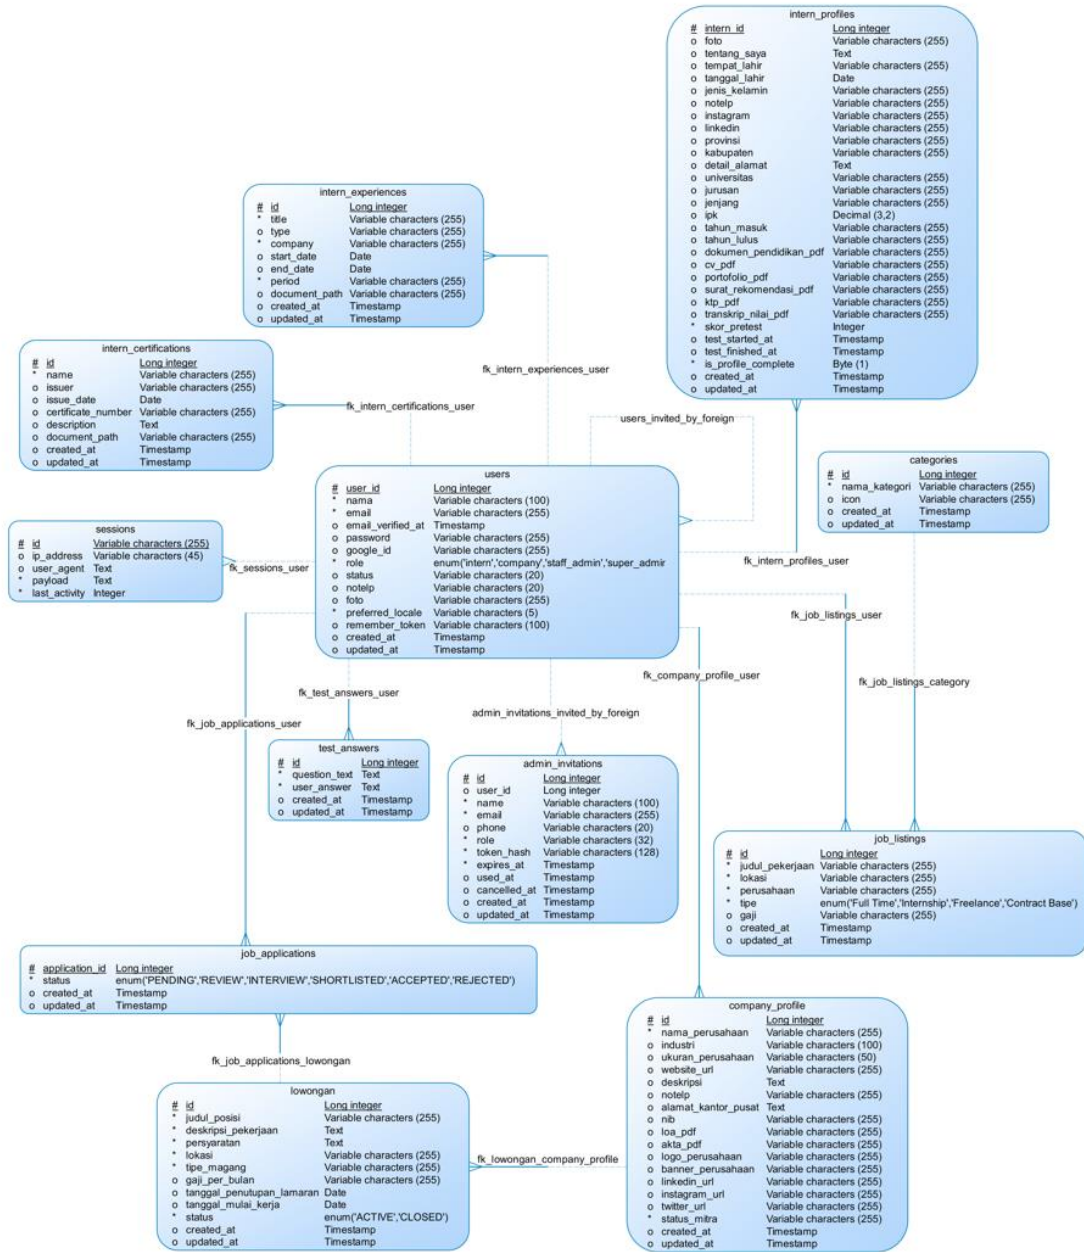 intern_profiles
# intern_id Long integer
o foto Variable characters (255)
o tentang_saya Text
o tempat_lahir Variable characters (255)
o tanggal_lahir Date
o jenis_kelamin Variable characters (255)
o notelp Variable characters (255)
o instagram Variable characters (255)
o linkedin Variable characters (255)
o provinsi Variable characters (255)
o kabupaten Variable characters (255)
o detail_alamat Text
o universitas Variable characters (255)
o jurusan Variable characters (255)
o jenjang Variable characters (255)
o ipk Decimal (3,2)
o tahun_masuk Variable characters (255)
o tahun_lulus Variable characters (255)
o dokumen_pendidikan_pdf Variable characters (255)
o cv_pdf Variable characters (255)
o portofolio_pdf Variable characters (255)
o surat_rekomendasi_pdf Variable characters (255)
o ktp_pdf Variable characters (255)
o transkrip_nilai_pdf Variable characters (255)
* skor_pretest Integer
o test_started_at Timestamp
o test_finished_at Timestamp
* is_profile_complete Byte (1)
o created_at Timestamp
o updated_at Timestamp
intern_experiences
# id Long integer
* title Variable characters (255)
o type Variable characters (255)
* company Variable characters (255)
o start_date Date
o end_date Date
* period Variable characters (255)
o document_path Variable characters (255)
o created_at Timestamp
o updated_at Timestamp
intern_certifications
# id Long integer
* name Variable characters (255)
o issuer Variable characters (255)
o issue_date Date
o certificate_number Variable characters (255)
o description Text
o document_path Variable characters (255)
o created_at Timestamp
o updated_at Timestamp
fk_intern_experiences_user
fk_intern_certifications_user
users_invited_by_foreign
users
# user_id Long integer
* nama Variable characters (100)
* email Variable characters (255)
o email_verified_at Timestamp
o password Variable characters (255)
o google_id Variable characters (255)
* role enum('intern','company','staff_admin','super_admir
o status Variable characters (20)
o notelp Variable characters (20)
o foto Variable characters (255)
* preferred_locale Variable characters (5)
o remember_token Variable characters (100)
o created_at Timestamp
o updated_at Timestamp
categories
# id Long integer
* nama_kategori Variable characters (255)
o icon Variable characters (255)
o created_at Timestamp
o updated_at Timestamp
sessions
# id Variable characters (255)
o ip_address Variable characters (45)
o user_agent Text
* payload Text
* last_activity Integer
fk_sessions_user
fk_intern_profiles_user
fk_job_listings_user
fk_company_profile_user
fk_job_listings_category
fk_test_answers_user
fk_job_applications_user
admin_invitations_invited_by_foreign
test_answers
# id Long integer
* question_text Text
* user_answer Text
o created_at Timestamp
o updated_at Timestamp
admin_invitations
# id Long integer
o user_id Long integer
* name Variable characters (100)
* email Variable characters (255)
o phone Variable characters (20)
* role Variable characters (32)
* token_hash Variable characters (128)
* expires_at Timestamp
o used_at Timestamp
o cancelled_at Timestamp
o created_at Timestamp
o updated_at Timestamp
job_listings
# id Long integer
* judul_pekerjaan Variable characters (255)
* lokasi Variable characters (255)
* perusahaan Variable characters (255)
* tipe enum('Full Time','Internship','Freelance','Contract Base')
o gaji Variable characters (255)
o created_at Timestamp
o updated_at Timestamp
job_applications
# application_id Long integer
* status enum('PENDING','REVIEW','INTERVIEW','SHORTLISTED','ACCEPTED','REJECTED')
o created_at Timestamp
o updated_at Timestamp
fk_job_applications_lowongan
company_profile
# id Long integer
* nama_perusahaan Variable characters (255)
o industri Variable characters (100)
o ukuran_perusahaan Variable characters (50)
o website_url Variable characters (255)
o deskripsi Text
o notelp Variable characters (255)
o alamat_kantor_pusat Text
o nib Variable characters (255)
o loa_pdf Variable characters (255)
o akta_pdf Variable characters (255)
o logo_perusahaan Variable characters (255)
o banner_perusahaan Variable characters (255)
o linkedin_url Variable characters (255)
o instagram_url Variable characters (255)
o twitter_url Variable characters (255)
* status_mitra Variable characters (255)
o created_at Timestamp
o updated_at Timestamp
lowongan
# id Long integer
* judul_posisi Variable characters (255)
* deskripsi_pekerjaan Text
* persyaratan Text
* lokasi Variable characters (255)
* tipe_magang Variable characters (255)
o gaji_per_bulan Variable characters (255)
o tanggal_penutupan_lamaran Date
o tanggal_mulai_kerja Date
* status enum('ACTIVE','CLOSED')
o created_at Timestamp
o updated_at Timestamp
fk_lowongan_company_profile